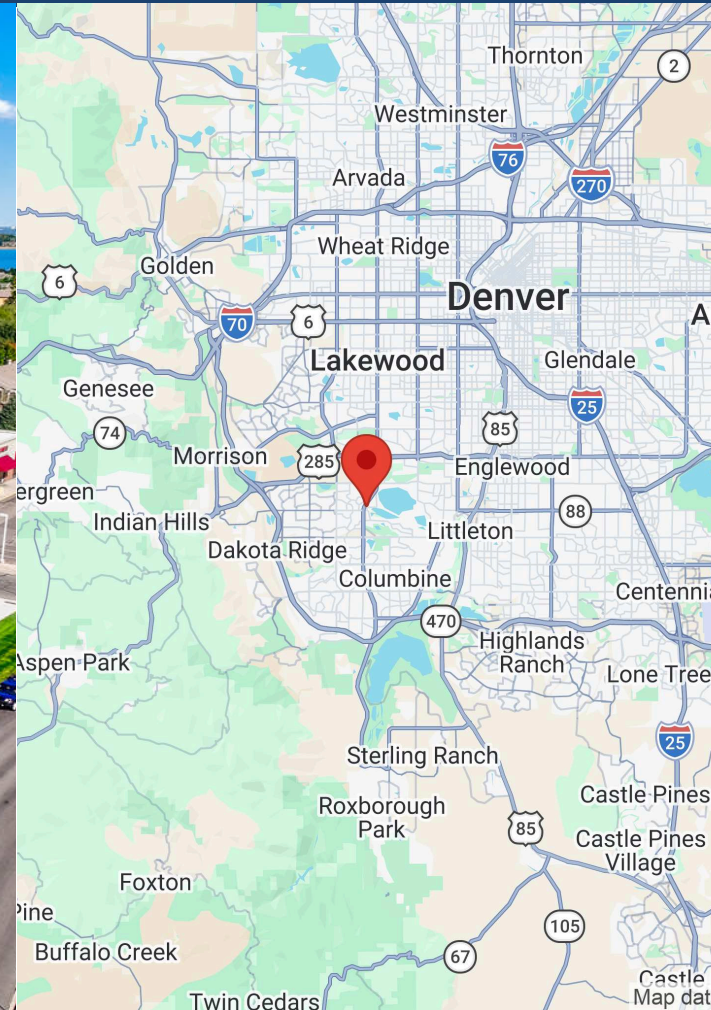 Thornton
2
Westminster
76
Arvada
270
Wheat Ridge
Golden
6
Denver
70
6
A
Lakewood
Glendale
Genesee
25
74
85
Morrison
285
Englewood
ergreen
88
Indian Hills
Littleton
Dakota Ridge
Columbine
Centennia
470
Highlands
Ranch
Aspen Park
Lone Tree
25
Sterling Ranch
Castle Pines
Roxborough
Park
85
Castle Pines
Village
Foxton
Pine
105
Buffalo Creek
67
Castle
Map dat
Twin Cedars